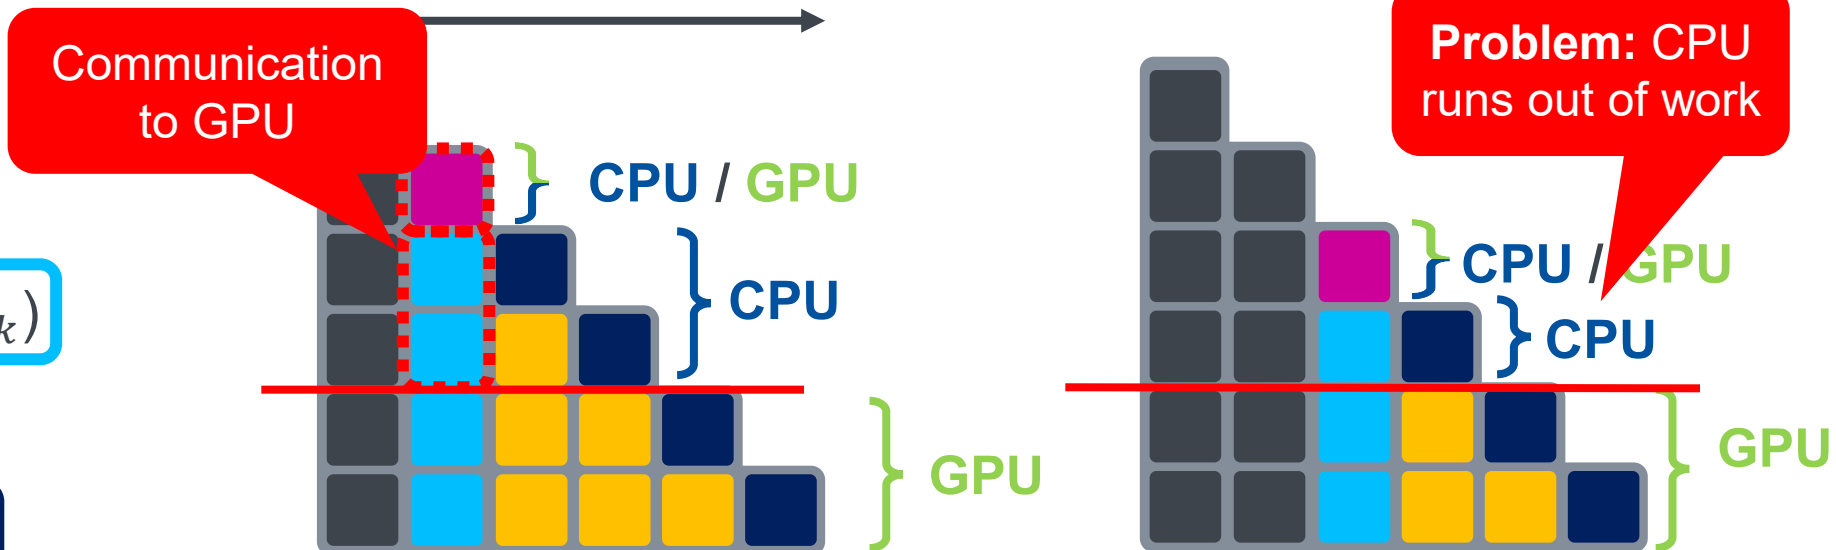 Communication
to GPU
Problem: CPU
runs out of work
CPU / GPU
CPU
GPU
k)
CPU / GPU
CPU
GPU